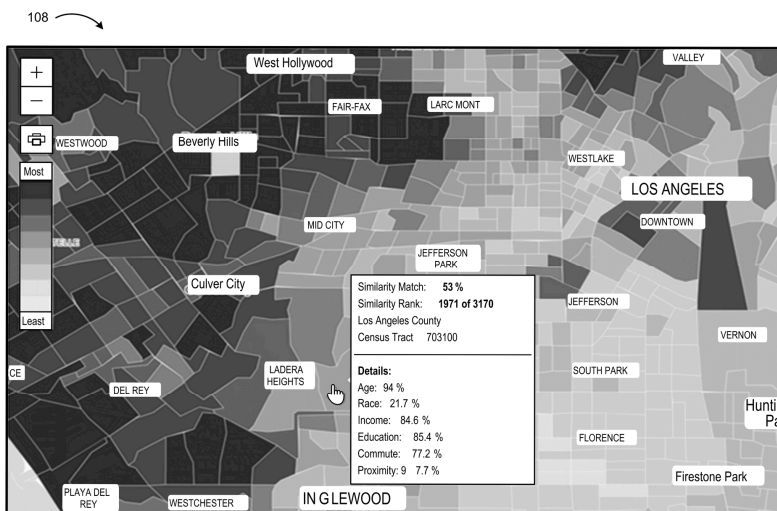 108
VALLEY
West Hollywood
FAIR-FAX
LARC MONT
+
−
WESTWOOD
Beverly Hills
WESTLAKE
Most
LOS ANGELES
DOWNTOWN
MID CITY
JEFFERSON
PARK
Culver City
Similarity Match: 53 %
Similarity Rank: 1971 of 3170
Los Angeles County
Census Tract 703100
JEFFERSON
Least
VERNON
Details:
Age: 94 %
Race: 21.7 %
Income: 84.6 %
Education: 85.4 %
Commute: 77.2 %
Proximity: 9 7.7 %
CE
LADERA
HEIGHTS
SOUTH PARK
DEL REY
Hunti
Pa
FLORENCE
Firestone Park
PLAYA DEL
REY
WESTCHESTER
IN GLEWOOD